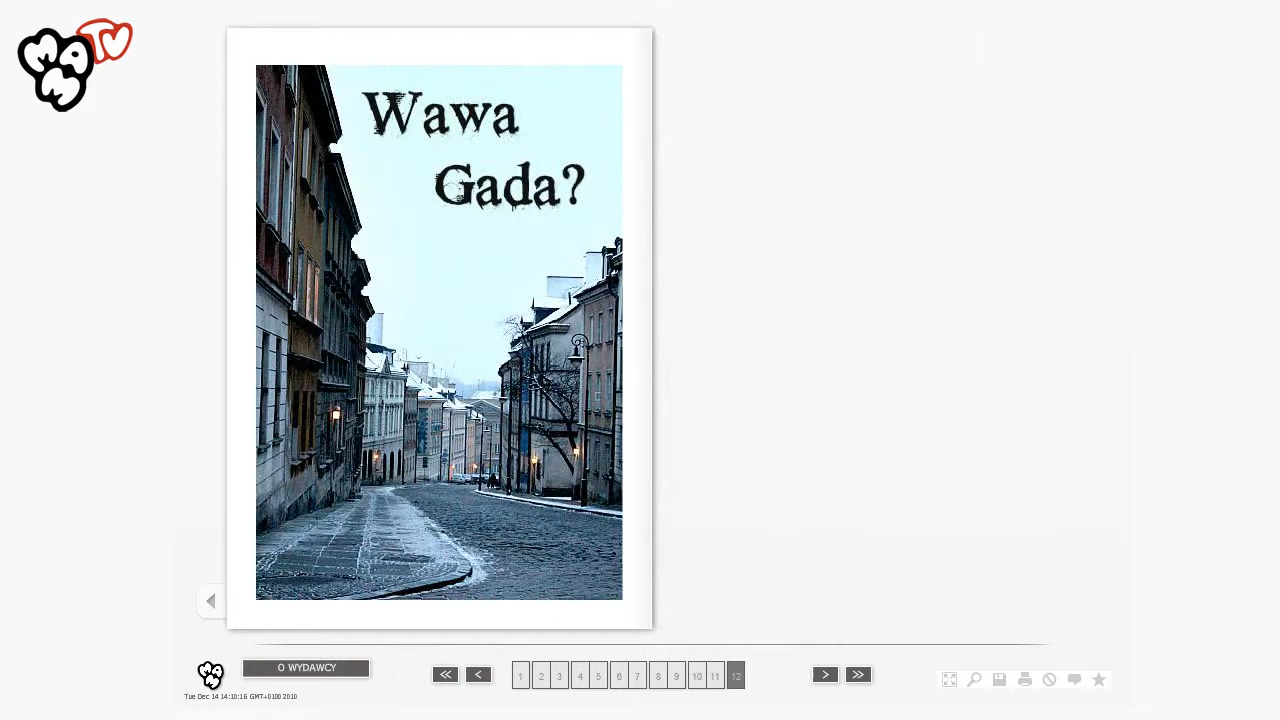 MA TV
W
Wawa
Gada?
O WYDAWCY
<< < 1 2 3 4 5 6 7 8 9 10 11 12 > >>
Tue Dec 14 14:10:16 GMT+0100 2010